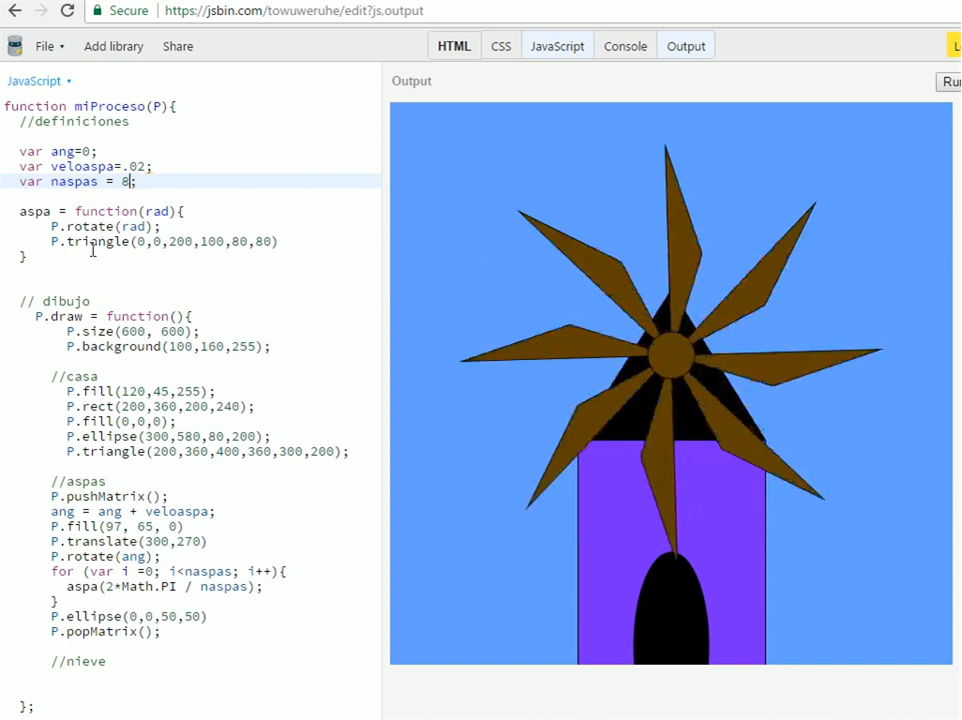 Secure https://jsbin.com/towuweruhe/edit?js,output
File Add library Share HTML CSS JavaScript Console Output
JavaScript
Output
function miProceso(P){
//definiciones
var ang=0;
var veloaspa=.02;
var naspas = 8;
aspa = function(rad){
P.rotate(rad);
P.triangle(0,0,200,100,80,80)
}
// dibujo
P.draw = function(){
P.size(600, 600);
P.background(100,160,255);
//casa
P.fill(120,45,255);
P.rect(200,360,200,240);
P.fill(0,0,0);
P.ellipse(300,580,80,200);
P.triangle(200,360,400,360,300,200);
//aspas
P.pushMatrix();
ang = ang + veloaspa;
P.fill(97, 65, 0)
P.translate(300,270)
P.rotate(ang);
for (var i =0; i<naspas; i++){
aspa(2*Math.PI / naspas);
}
P.ellipse(0,0,50,50)
P.popMatrix();
//nieve
};